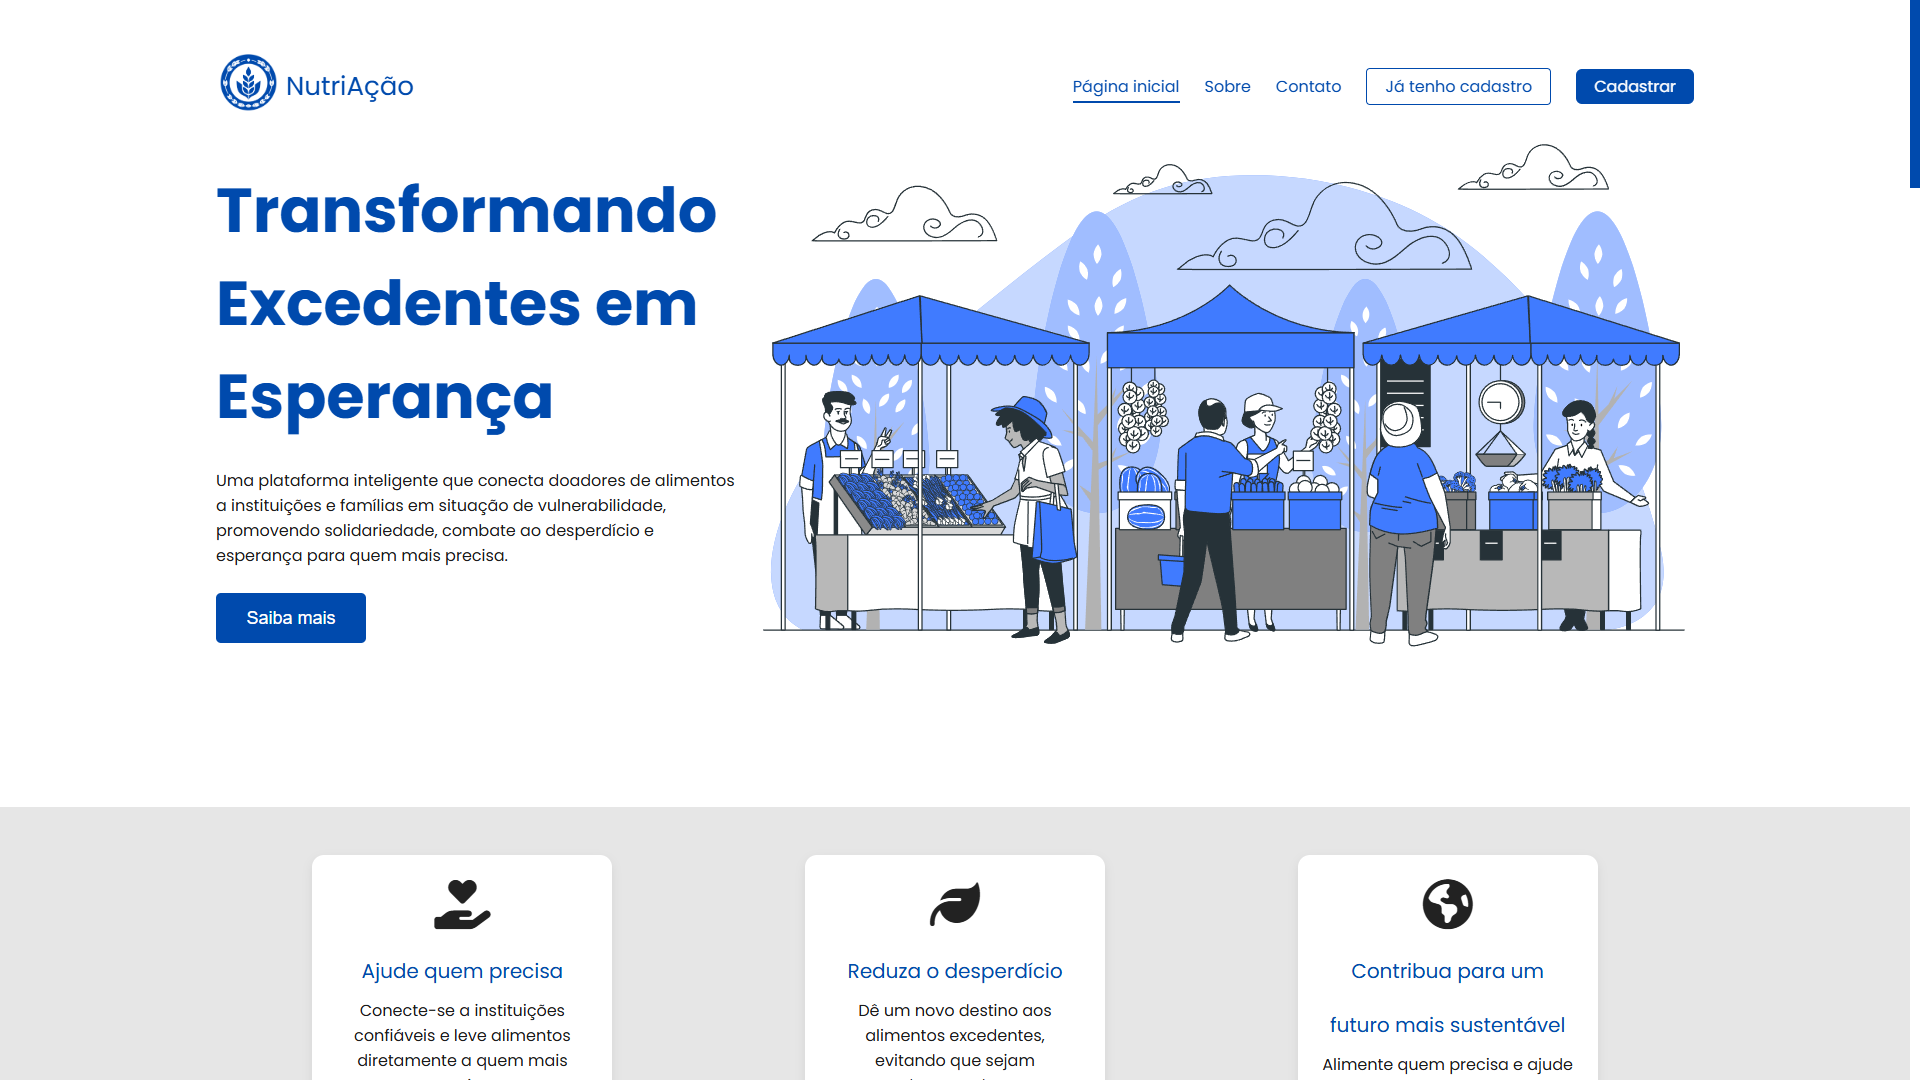 NutriAção
Página inicial
Sobre
Contato
Já tenho cadastro
Cadastrar
Transformando
Excedentes em
Esperança
Uma plataforma inteligente que conecta doadores de alimentos
a instituições e famílias em situação de vulnerabilidade,
promovendo solidariedade, combate ao desperdício e
esperança para quem mais precisa.
Saiba mais
Ajude quem precisa
Conecte-se a instituições
confiáveis e leve alimentos
diretamente a quem mais
Reduza o desperdício
Dê um novo destino aos
alimentos excedentes,
evitando que sejam
Contribua para um
futuro mais sustentável
Alimente quem precisa e ajude